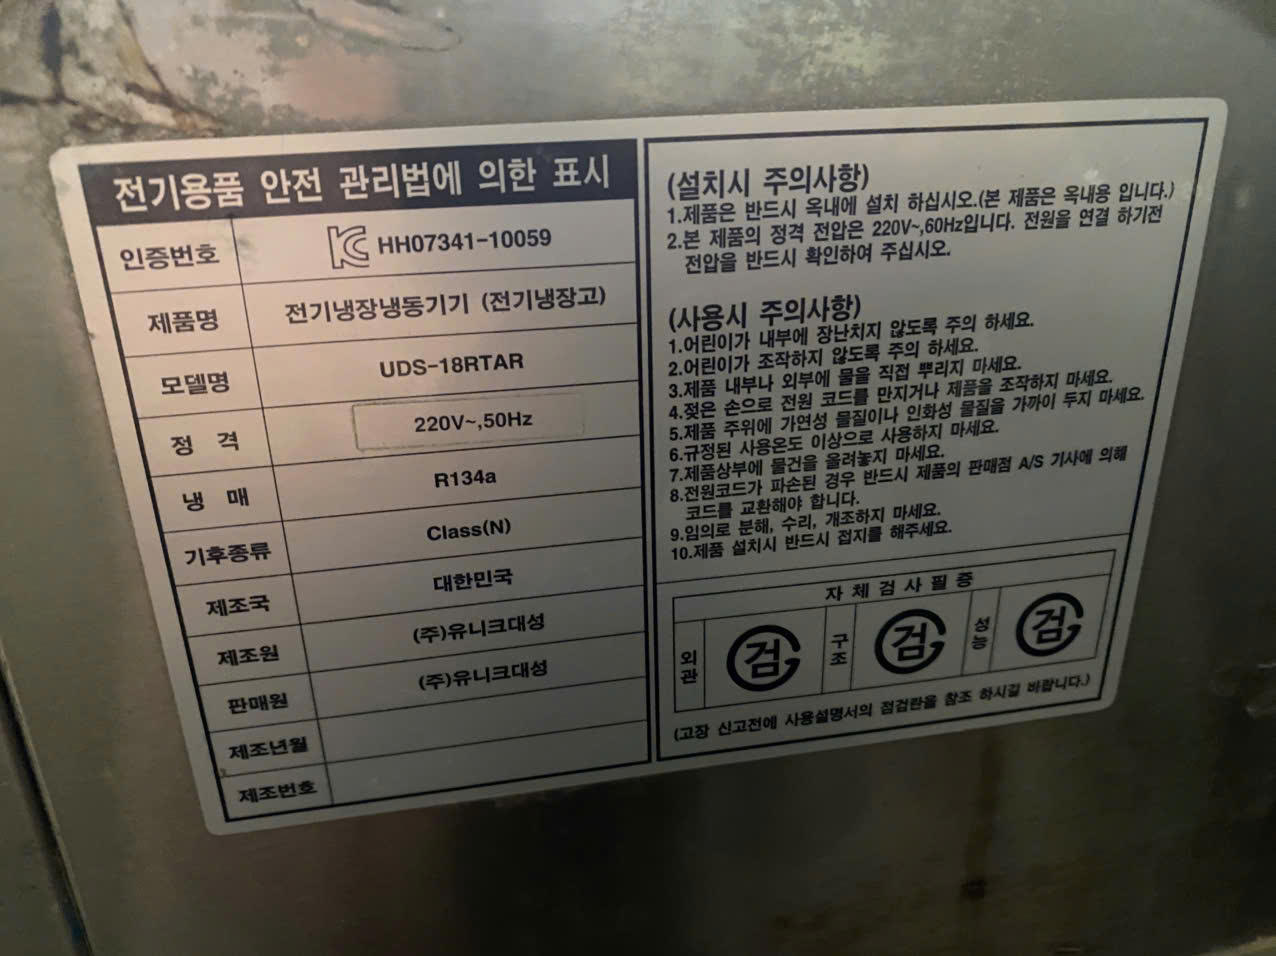 전기용품 안전 관리법에 의한 표시
인증번호 HH07341-10059
제품명 전기냉장냉동기기 (전기냉장고)
모델명 UDS-18RTAR
정 격 220V~,50Hz
냉 매 R134a
기후종류 Class(N)
제조국 대한민국
제조원 (주)유니크대성
판매원 (주)유니크대성
제조년월
제조번호
(설치시 주의사항)
1.제품은 반드시 옥내에 설치 하십시오.(본 제품은 옥내용 입니다.)
2.본 제품의 정격 전압은 220V~,60Hz입니다. 전원을 연결 하기전
전압을 반드시 확인하여 주십시오.
(사용시 주의사항)
1.어린이가 내부에 장난치지 않도록 주의 하세요.
2.어린이가 조작하지 않도록 주의 하세요.
3.제품 내부나 외부에 물을 직접 뿌리지 마세요.
4.젖은 손으로 전원 코드를 만지거나 제품을 조작하지 마세요.
5.제품 주위에 가연성 물질이나 인화성 물질을 가까이 두지 마세요.
6.규정된 사용온도 이상으로 사용하지 마세요.
7.제품상부에 물건을 올려놓지 마세요.
8.전원코드가 파손된 경우 반드시 제품의 판매점 A/S 기사에 의해
코드를 교환해야 합니다.
9.임의로 분해, 수리, 개조하지 마세요.
10.제품 설치시 반드시 접지를 해주세요.
자 체 검 사 필 증
외관 검 구조 검 성능 검
(고장 신고전에 사용설명서의 점검란을 참조 하시길 바랍니다.)